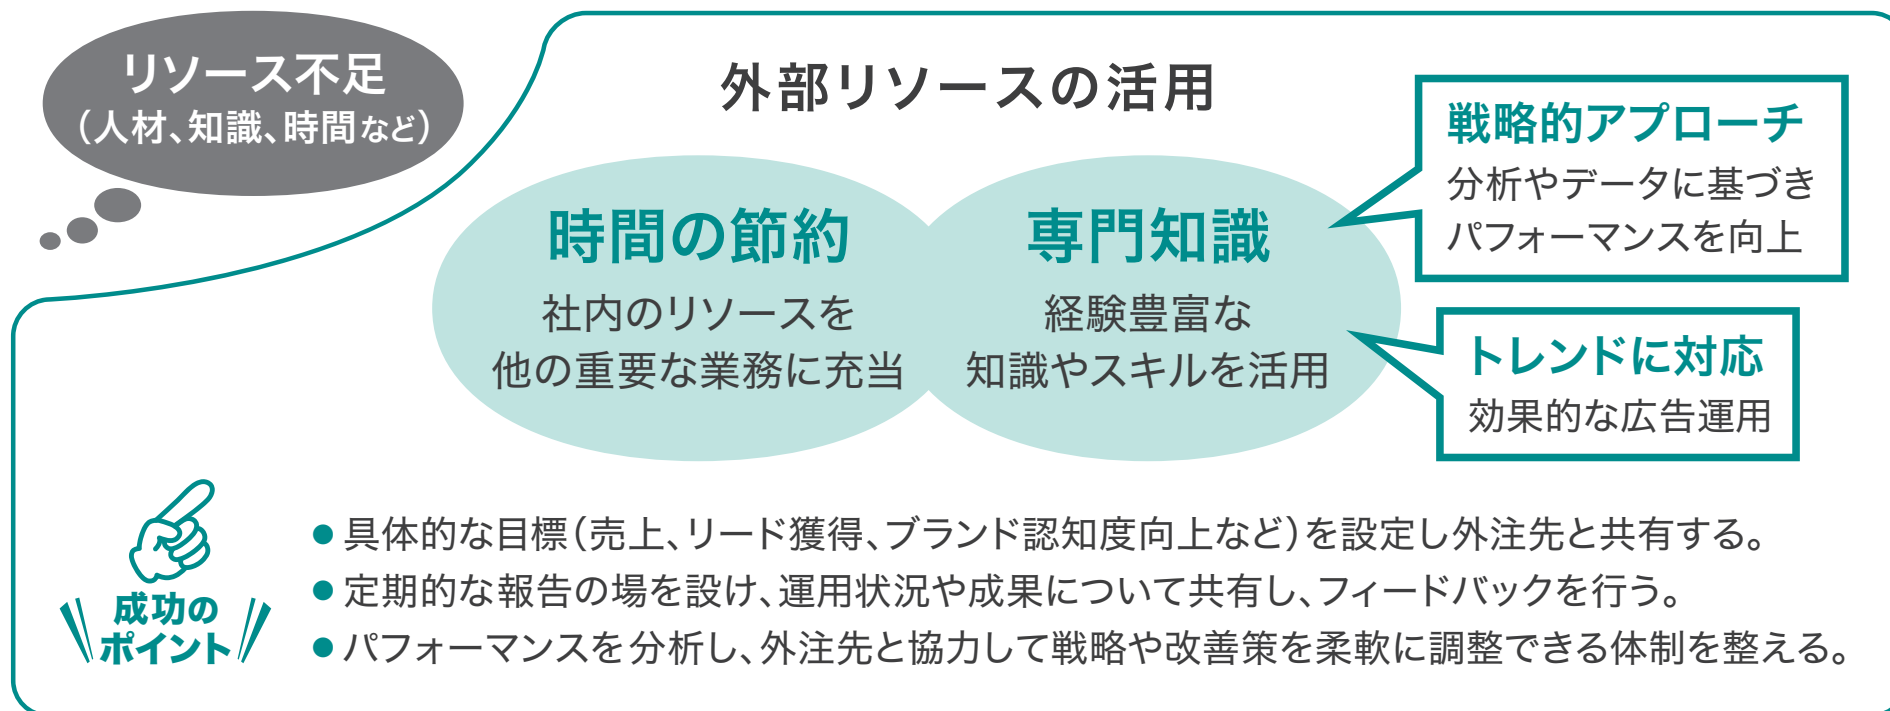 リソース不足
（人材、知識、時間など）
外部リソースの活用
時間の節約
社内のリソースを
他の重要な業務に充当
専門知識
経験豊富な
知識やスキルを活用
戦略的アプローチ
分析やデータに基づき
パフォーマンスを向上
トレンドに対応
効果的な広告運用
成功の
ポイント
●具体的な目標（売上、リード獲得、ブランド認知度向上など）を設定し外注先と共有する。
●定期的な報告の場を設け、運用状況や成果について共有し、フィードバックを行う。
●パフォーマンスを分析し、外注先と協力して戦略や改善策を柔軟に調整できる体制を整える。